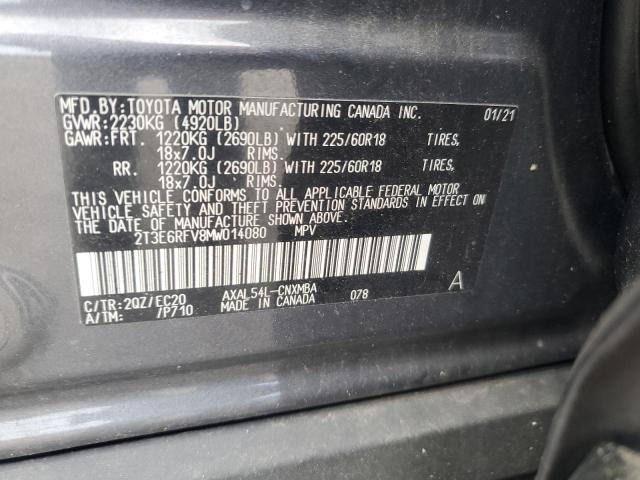 MFD.BY:TOYOTA MOTOR MANUFACTURING CANADA INC. 01/21
GVWR:2230KG (4920LB)
GAWR:FRT. 1220KG (2690LB) WITH 225/60R18 TIRES,
18x7.0J RIMS.
RR. 1220KG (2690LB) WITH 225/60R18 TIRES,
18x7.0J RIMS.
THIS VEHICLE CONFORMS TO ALL APPLICABLE FEDERAL MOTOR
VEHICLE SAFETY AND THEFT PREVENTION STANDARDS IN EFFECT ON
THE DATE OF MANUFACTURE SHOWN ABOVE.
2T3E6RFV8MW014080 MPV
C/TR:2QZ/EC20 AXAL54L-CNXMBA 078 A
A/TM: /P710 MADE IN CANADA